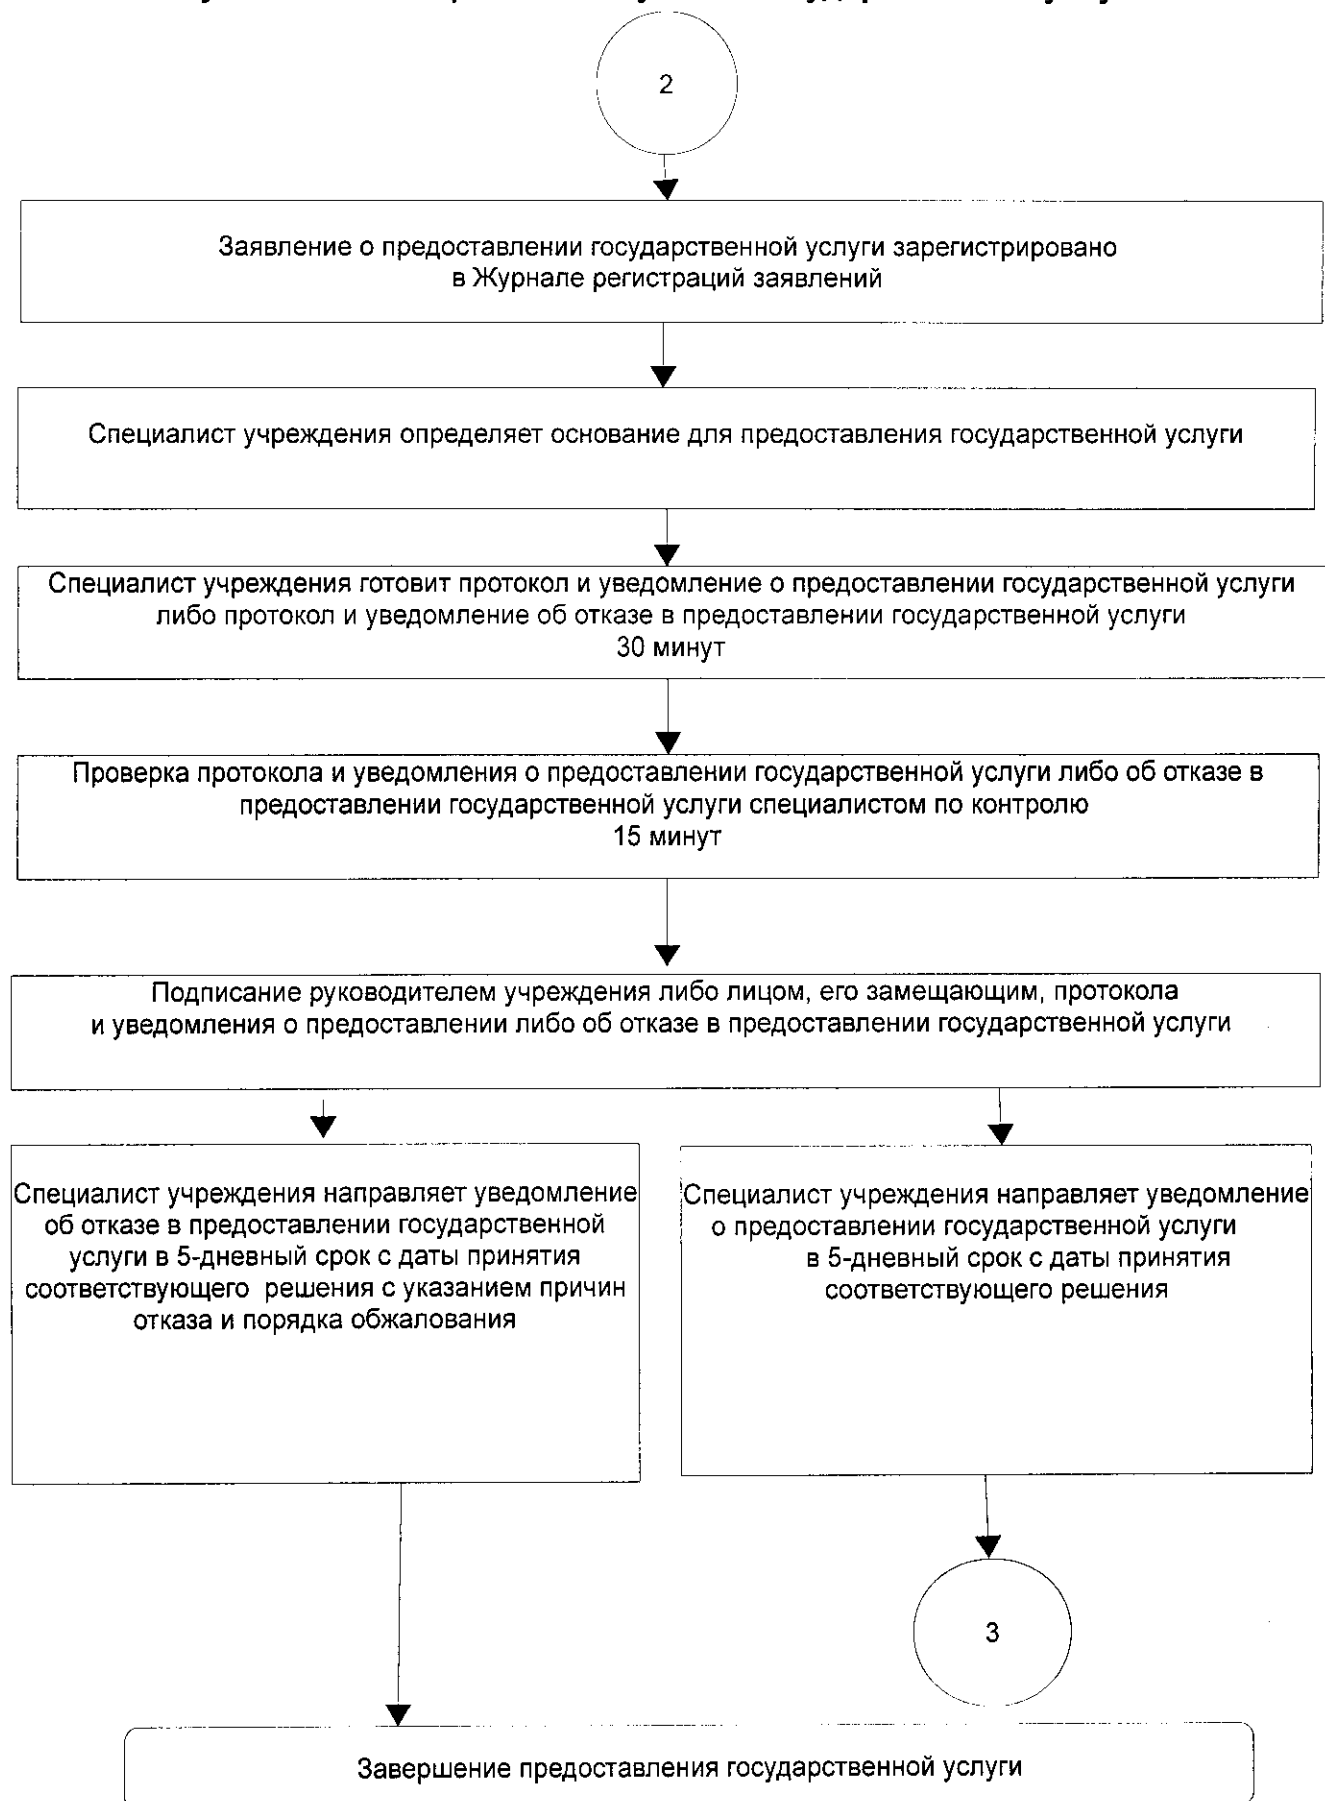 2
Заявление о предоставлении государственной услуги зарегистрировано
в Журнале регистраций заявлений
Специалист учреждения определяет основание для предоставления государственной услуги
Специалист учреждения готовит протокол и уведомление о предоставлении государственной услуги
либо протокол и уведомление об отказе в предоставлении государственной услуги
30 минут
Проверка протокола и уведомления о предоставлении государственной услуги либо об отказе в
предоставлении государственной услуги специалистом по контролю
15 минут
Подписание руководителем учреждения либо лицом, его замещающим, протокола
и уведомления о предоставлении либо об отказе в предоставлении государственной услуги
Специалист учреждения направляет уведомление
об отказе в предоставлении государственной
услуги в 5-дневный срок с даты принятия
соответствующего решения с указанием причин
отказа и порядка обжалования
Специалист учреждения направляет уведомление
о предоставлении государственной услуги
в 5-дневный срок с даты принятия
соответствующего решения
3
Завершение предоставления государственной услуги